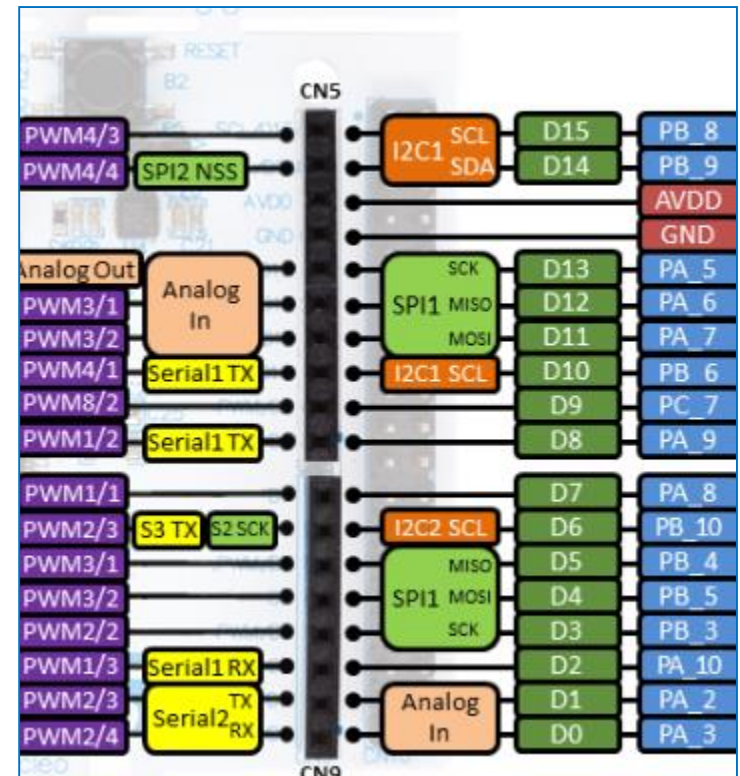 RESET
B2
CN5
PWM4/3 I2C1 SCL D15 PB_8
PWM4/4 SPI2 NSS SDA D14 PB_9
AVDD AVDD
GND GND
Analog Out Analog In SPI1 SCK D13 PA_5
PWM3/1 MISO D12 PA_6
PWM3/2 MOSI D11 PA_7
PWM4/1 Serial1 TX I2C1 SCL D10 PB_6
PWM8/2 D9 PC_7
PWM1/2 Serial1 TX D8 PA_9
PWM1/1 D7 PA_8
PWM2/3 S3 TX S2 SCK I2C2 SCL D6 PB_10
PWM3/1 SPI1 MISO D5 PB_4
PWM3/2 MOSI D4 PB_5
PWM2/2 SCK D3 PB_3
PWM1/3 Serial1 RX D2 PA_10
PWM2/3 Serial2 TX Analog In D1 PA_2
PWM2/4 RX D0 PA_3
CN9